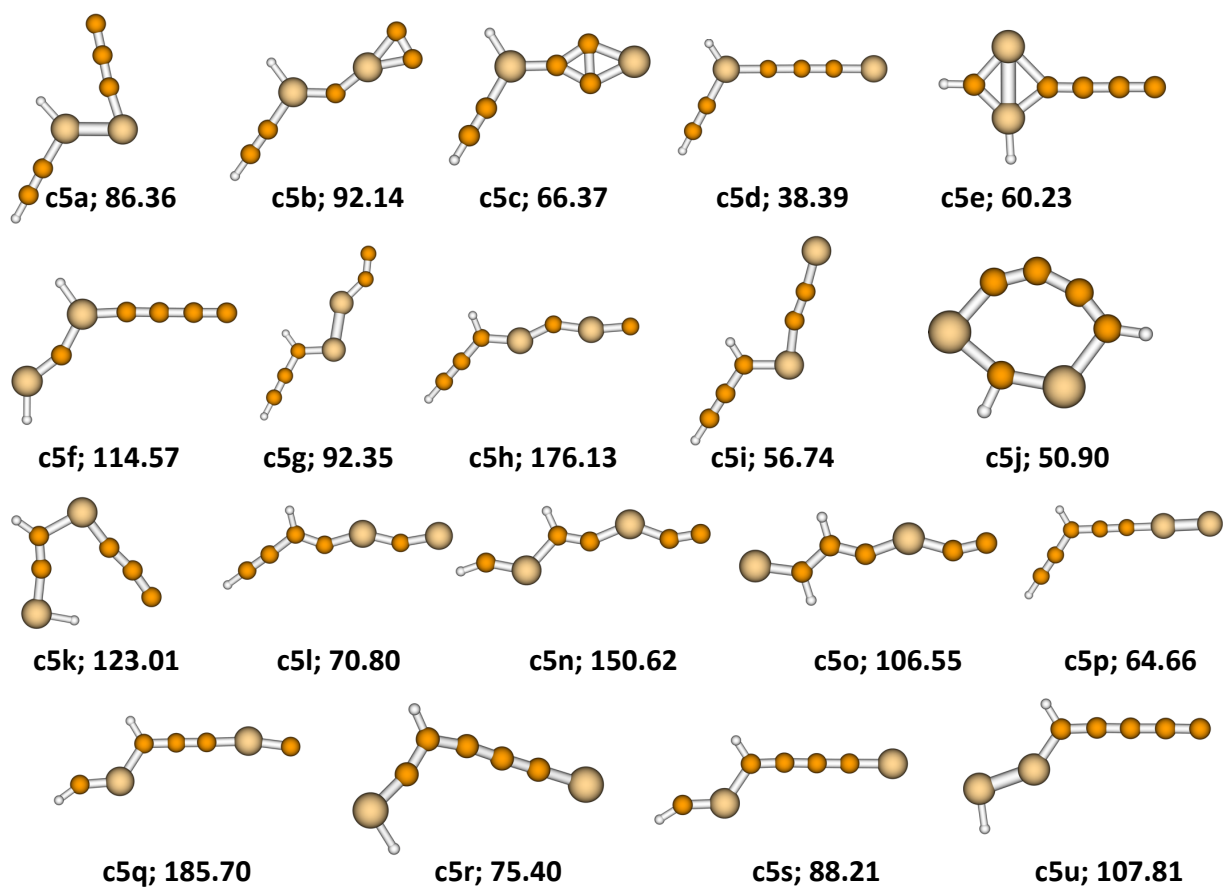 c5a; 86.36
c5b; 92.14
c5c; 66.37
c5d; 38.39
c5e; 60.23
c5f; 114.57
c5g; 92.35
c5h; 176.13
c5i; 56.74
c5j; 50.90
c5k; 123.01
c5l; 70.80
c5n; 150.62
c5o; 106.55
c5p; 64.66
c5q; 185.70
c5r; 75.40
c5s; 88.21
c5u; 107.81